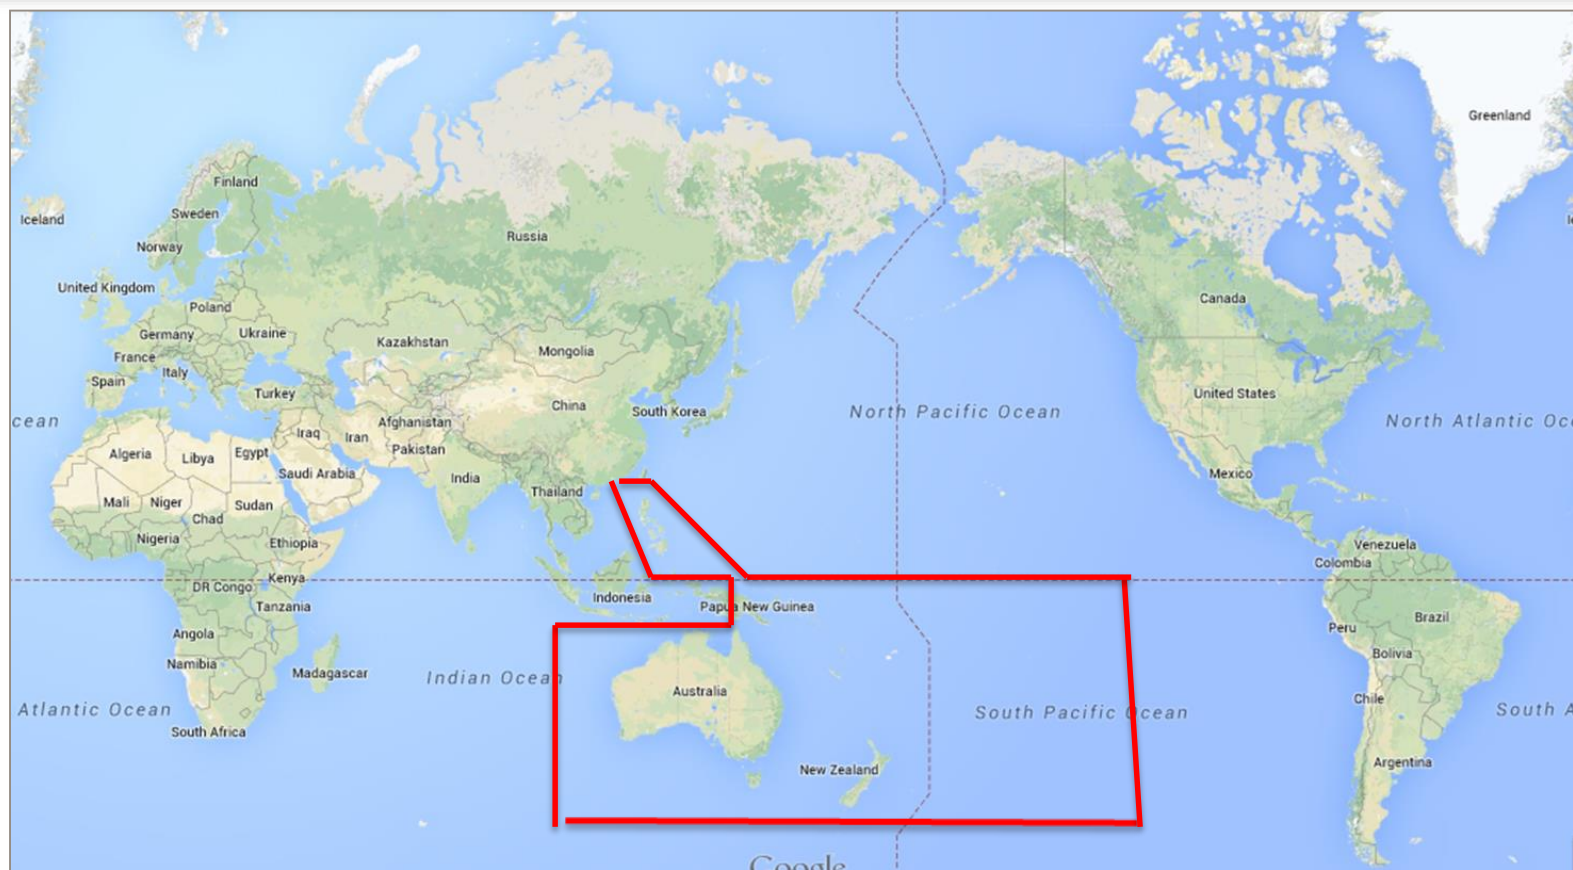 Greenland
Finland
Iceland
Sweden
Norway
Russia
United Kingdom
Canada
Poland
Germany
Ukraine
Kazakhstan
Mongolia
France
Italy
Spain
Turkey
United States
China
South Korea
North Pacific Ocean
cean
Afghanistan
North Atlantic Oc
Iraq
Iran
Pakistan
Algeria
Libya
Egypt
Saudi Arabia
India
Mexico
Thailand
Mali
Niger
Sudan
Chad
Nigeria
Ethiopia
Venezuela
Colombia
Kenya
DR Congo
Indonesia
Tanzania
Papua New Guinea
Brazil
Peru
Angola
Bolivia
Namibia
Madagascar
Indian Ocean
Australia
Chile
Atlantic Ocean
South Pacific Ocean
South A
South Africa
Argentina
New Zealand
Google